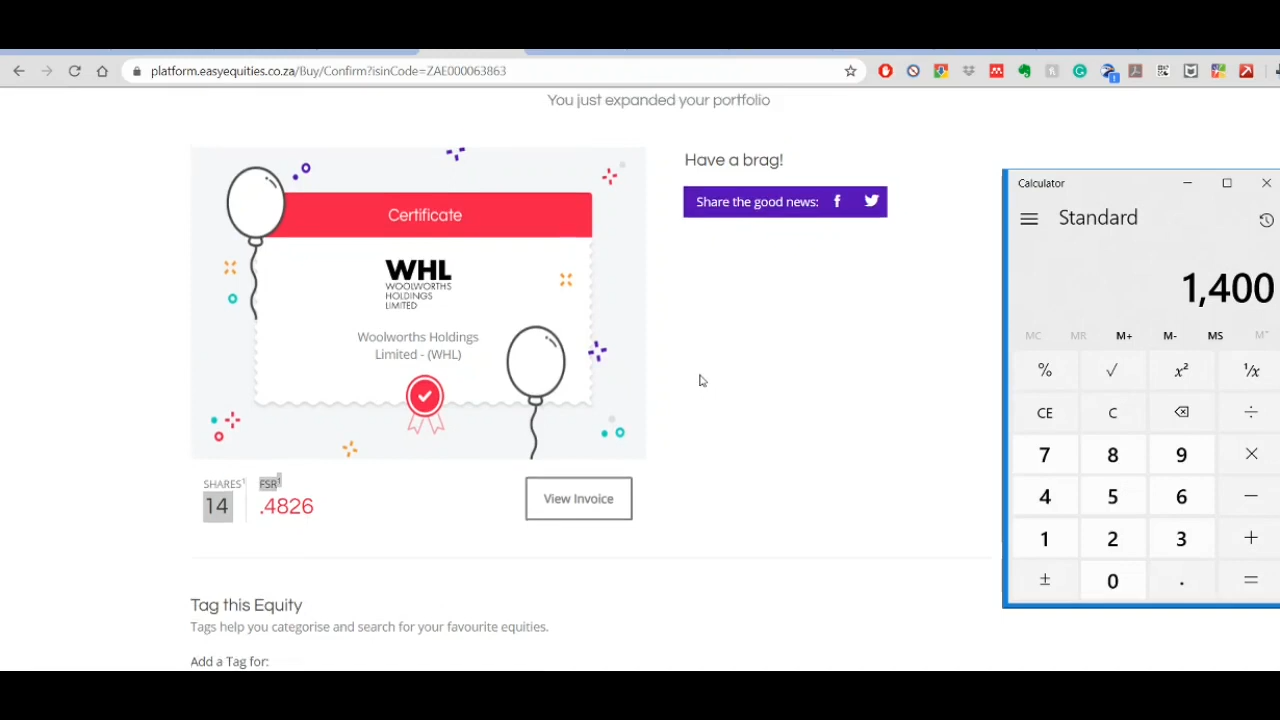 platform.easyequities.co.za/Buy/Confirm?isinCode=ZAE000063863
You just expanded your portfolio
Certificate
WHL
WOOLWORTHS
HOLDINGS
LIMITED
Woolworths Holdings
Limited - (WHL)
SHARES¹ FSR¹
14 .4826
View Invoice
Have a brag!
Share the good news:
Tag this Equity
Tags help you categorise and search for your favourite equities.
Add a Tag for:
Calculator
Standard
1,400
MC MR M+ M- MS
% √ x² ¹/x
CE C ÷
7 8 9 ×
4 5 6 −
1 2 3 +
± 0 . =